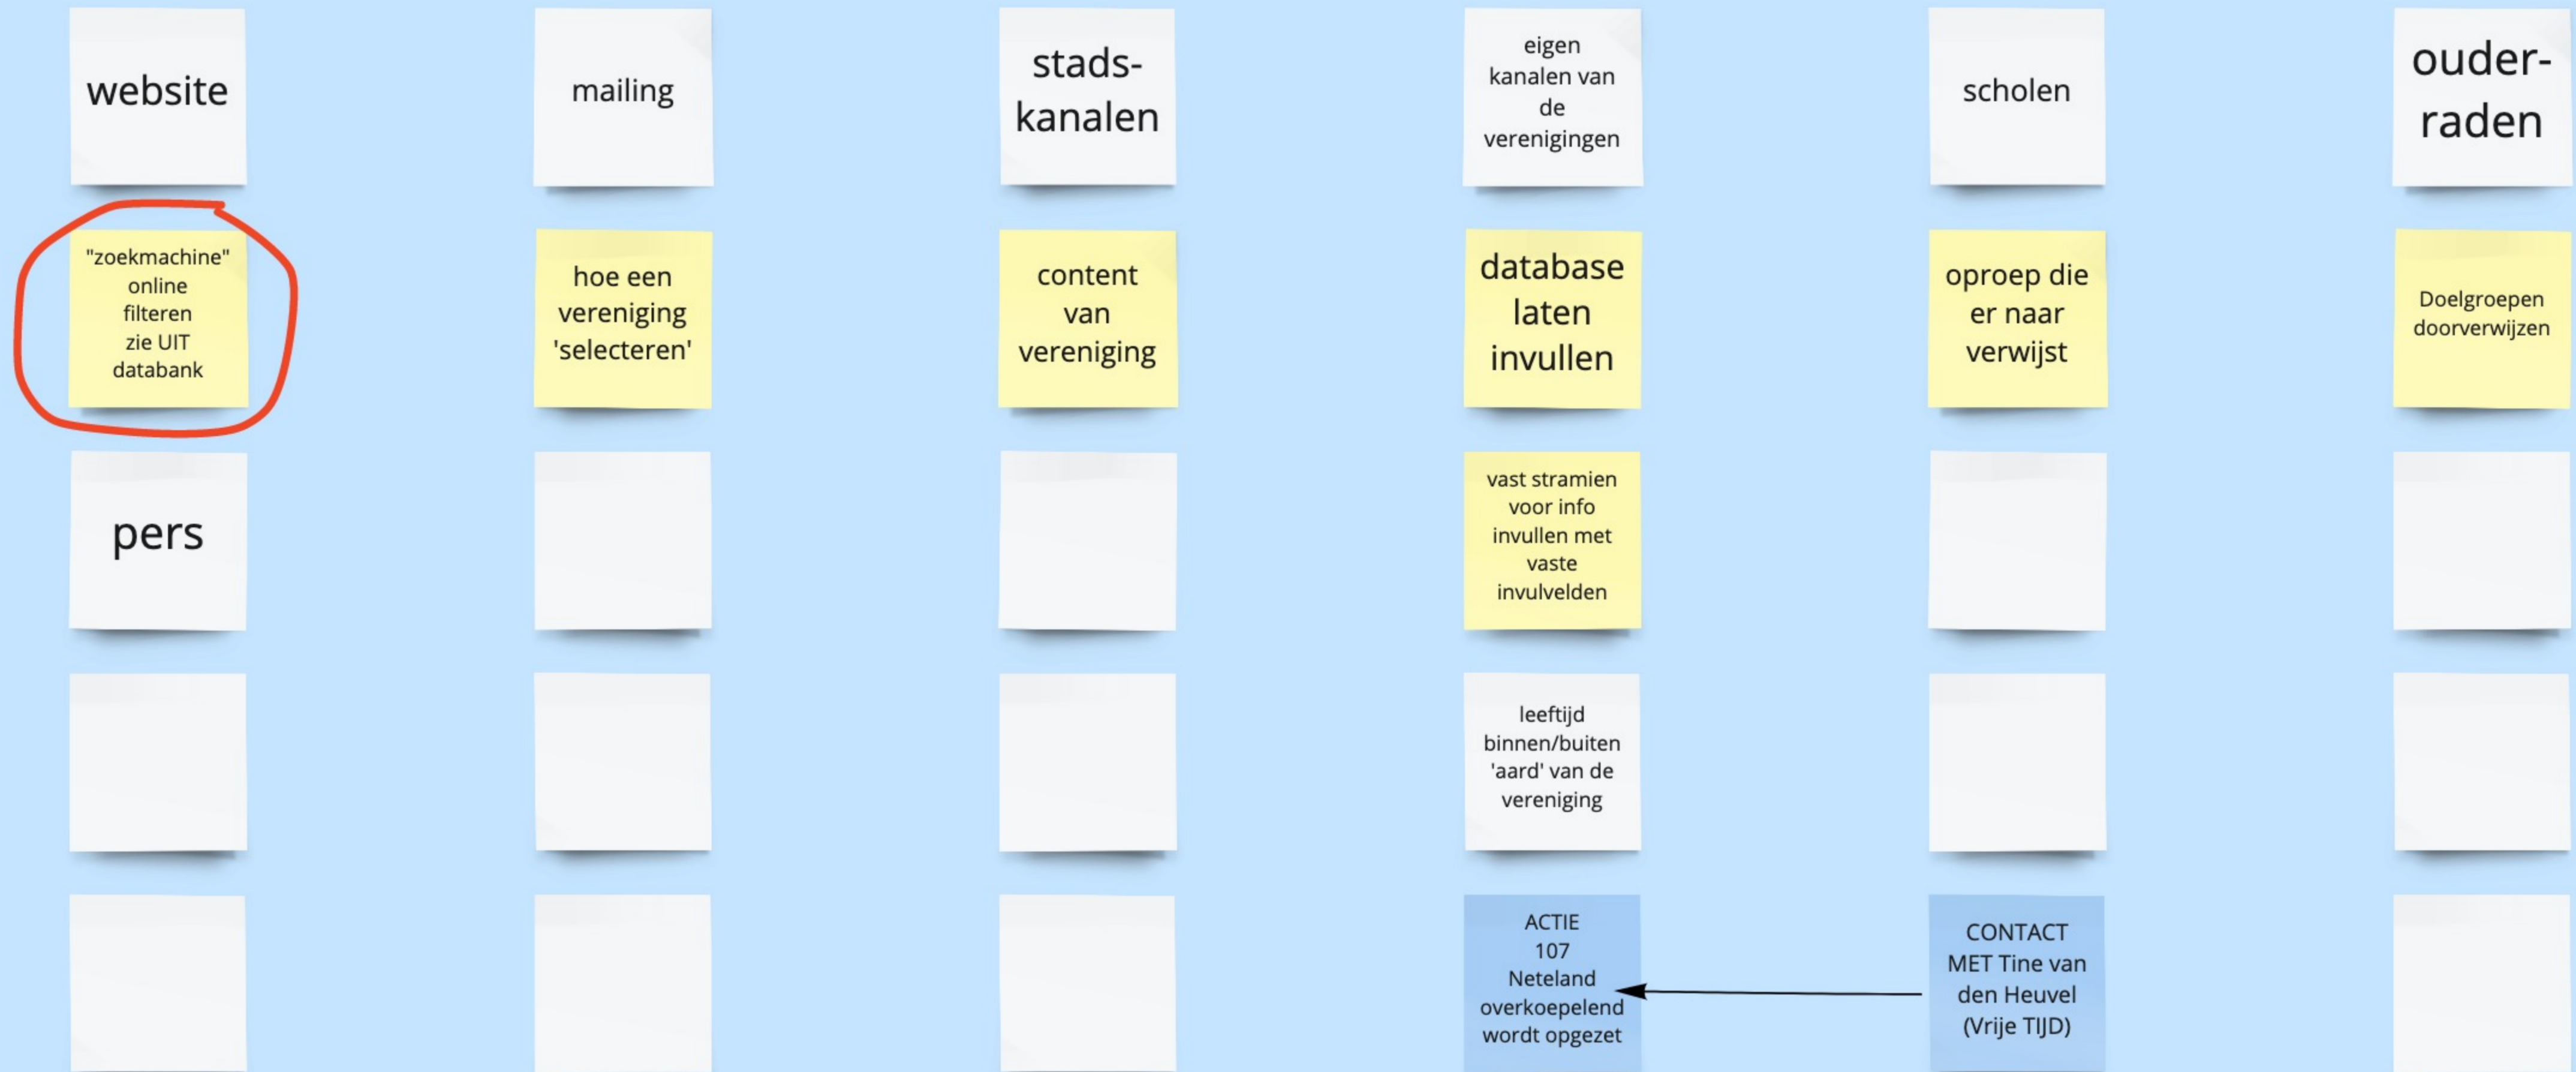 website
mailing
stads-
kanalen
eigen
kanalen van
de
verenigingen
scholen
ouder-
raden
"zoekmachine"
online
filteren
zie UIT
databank
hoe een
vereniging
'selecteren'
content
van
vereniging
database
laten
invullen
oproep die
er naar
verwijst
Doelgroepen
doorverwijzen
pers
vast stramien
voor info
invullen met
vaste
invulvelden
leeftijd
binnen/buiten
'aard' van de
vereniging
ACTIE
107
Neteland
overkoepelend
wordt opgezet
CONTACT
MET Tine van
den Heuvel
(Vrije TIJD)